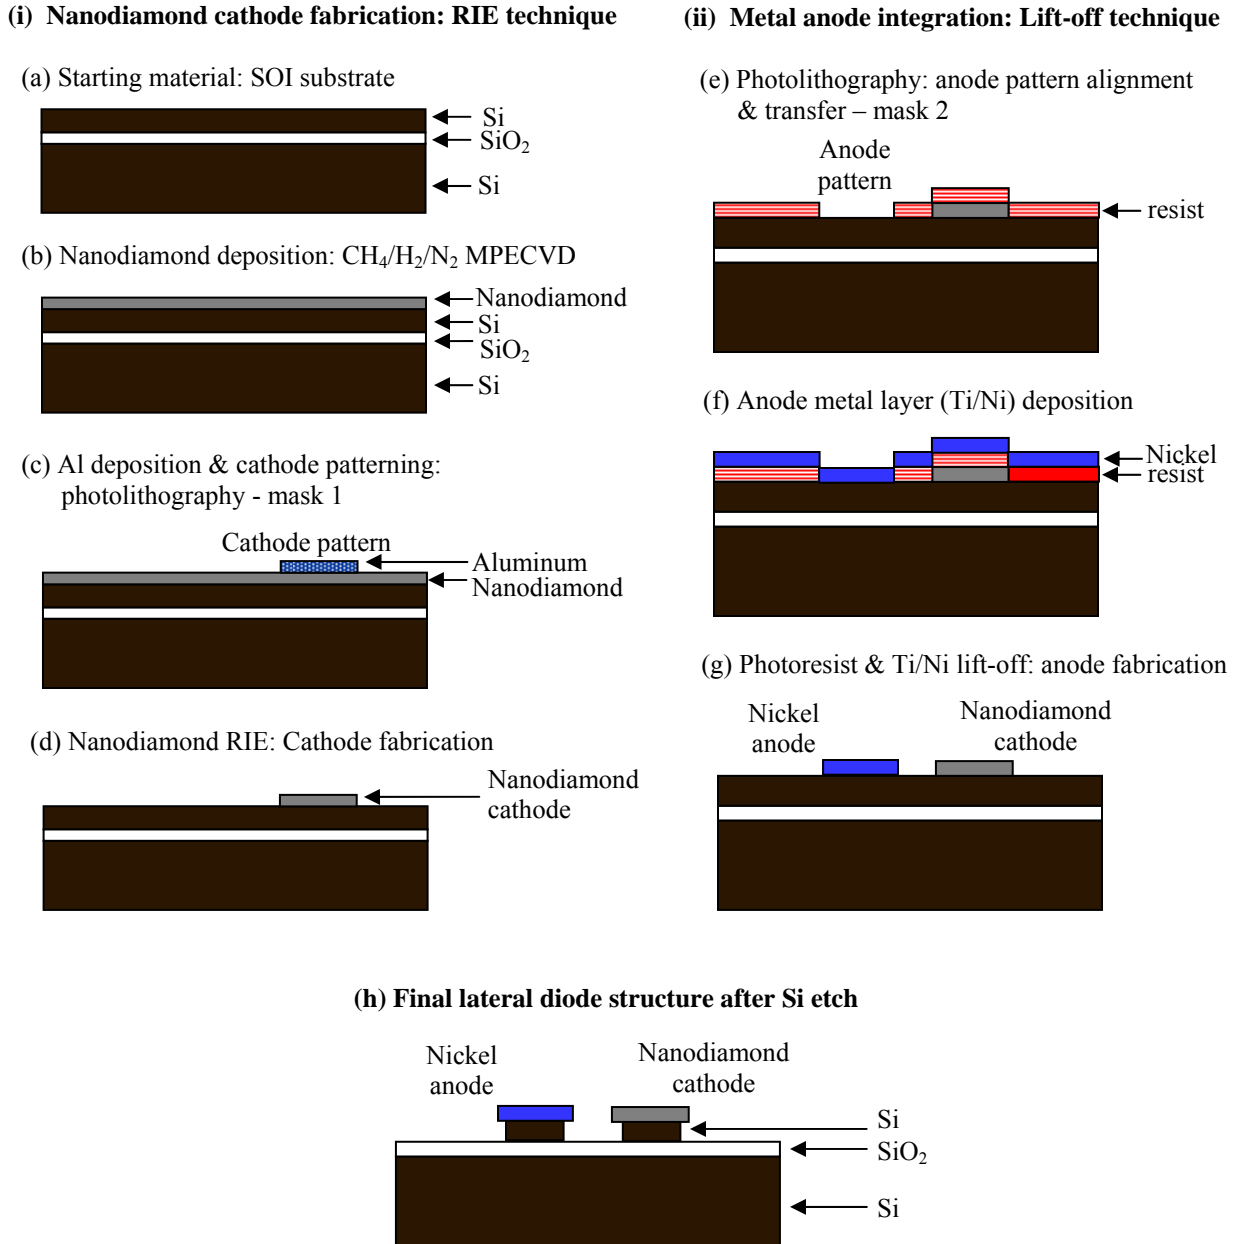 (i) Nanodiamond cathode fabrication: RIE technique
(a) Starting material: SOI substrate
Si
SiO₂
Si
(b) Nanodiamond deposition: CH₄/H₂/N₂ MPECVD
Nanodiamond
Si
SiO₂
Si
(c) Al deposition & cathode patterning:
photolithography - mask 1
Cathode pattern
Aluminum
Nanodiamond
(d) Nanodiamond RIE: Cathode fabrication
Nanodiamond
cathode
(ii) Metal anode integration: Lift-off technique
(e) Photolithography: anode pattern alignment
& transfer – mask 2
Anode
pattern
resist
(f) Anode metal layer (Ti/Ni) deposition
Nickel
resist
(g) Photoresist & Ti/Ni lift-off: anode fabrication
Nickel
anode
Nanodiamond
cathode
(h) Final lateral diode structure after Si etch
Nickel
anode
Nanodiamond
cathode
Si
SiO₂
Si